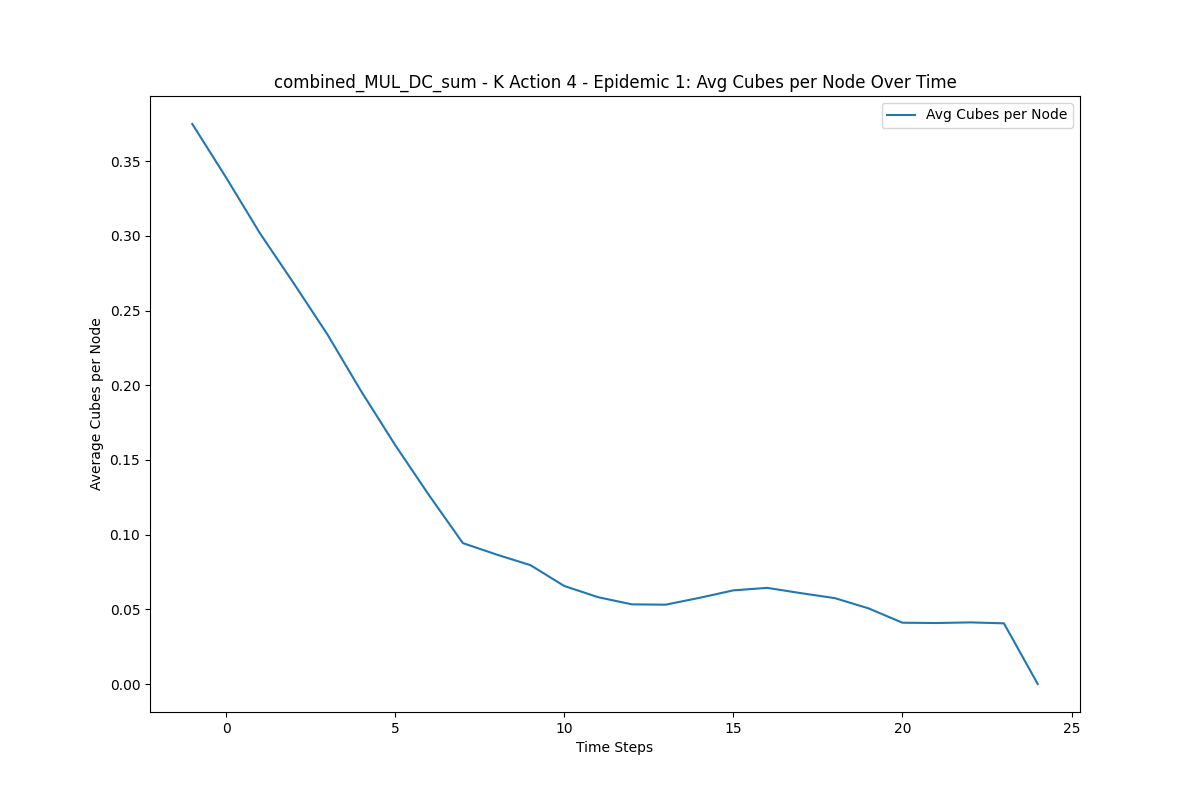 combined_MUL_DC_sum - K Action 4 - Epidemic 1: Avg Cubes per Node Over Time
Avg Cubes per Node
Average Cubes per Node
0.35
0.30
0.25
0.20
0.15
0.10
0.05
0.00
0 5 10 15 20 25
Time Steps